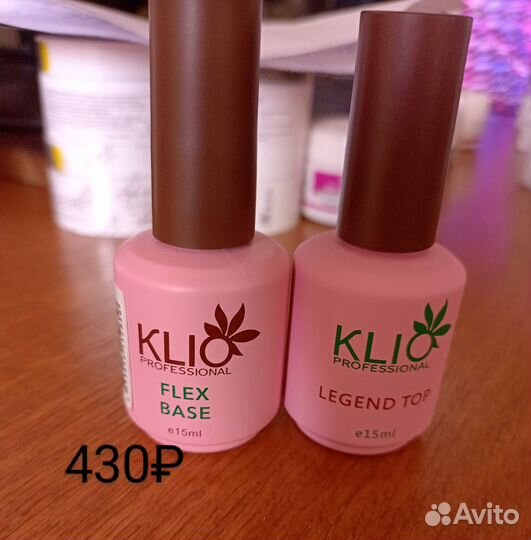 KLIO
PROFESSIONAL
FLEX
BASE
e15ml
KLIO
PROFESSIONAL
LEGEND TOP
e15ml
430₽
Avito